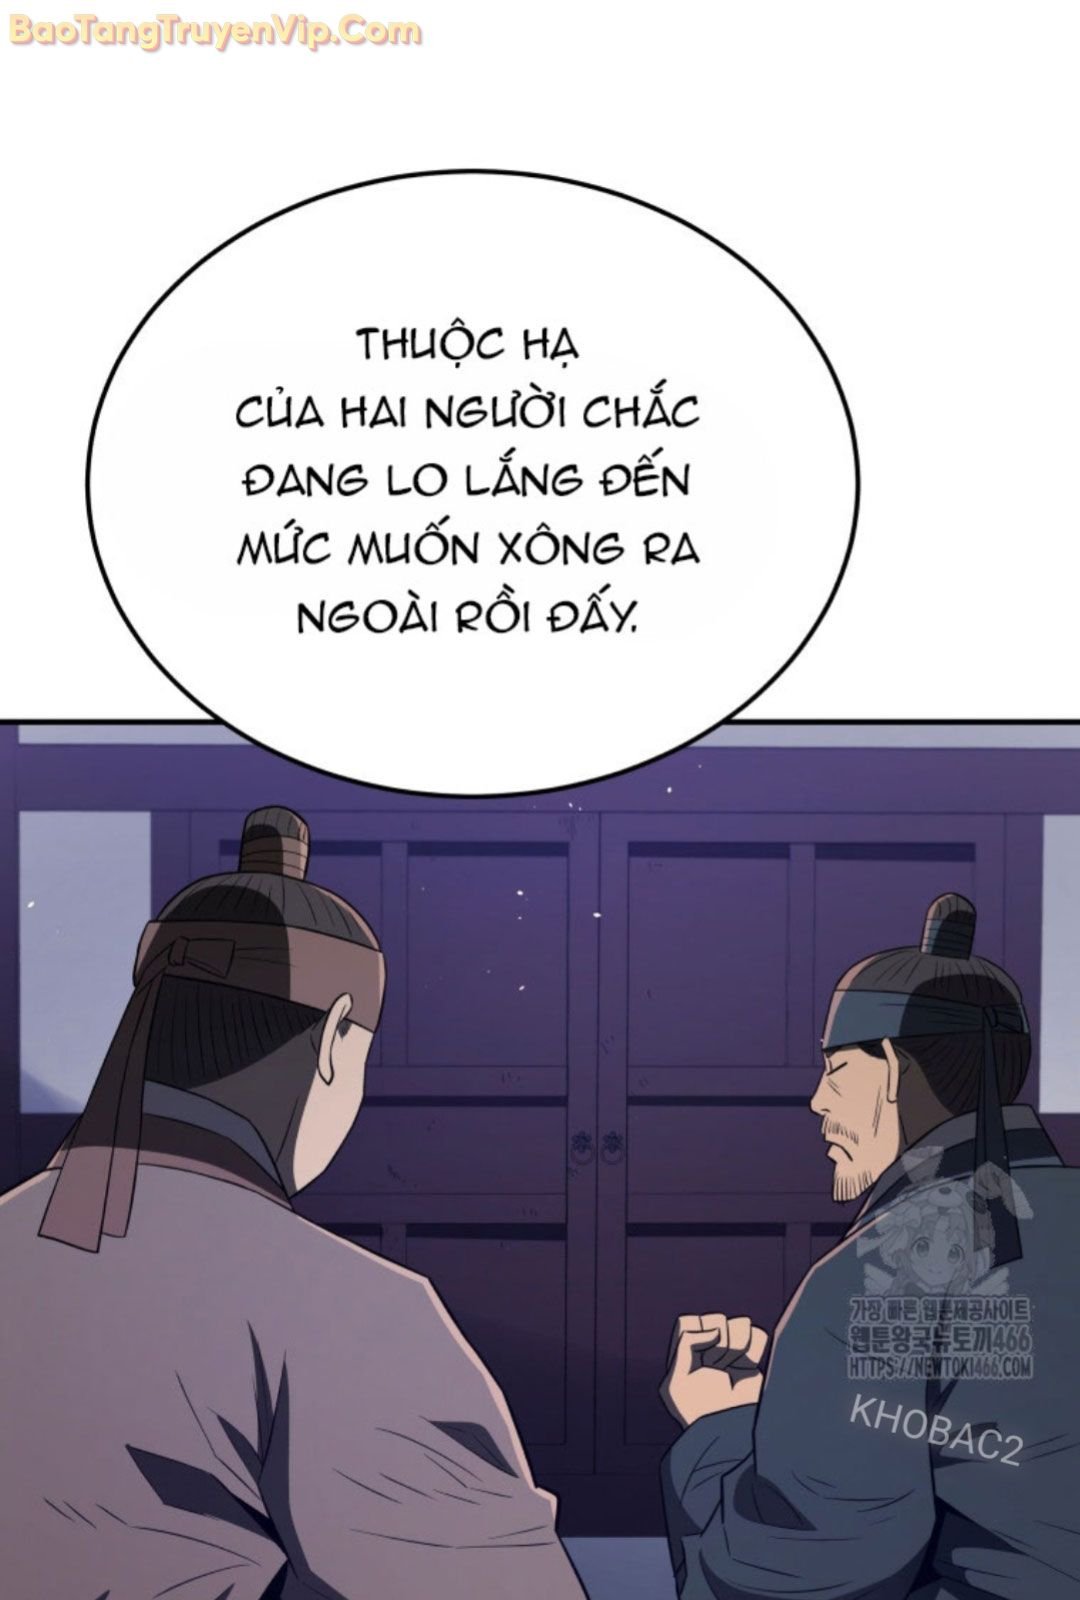 BaoTangTruyenVip.Com
THUỘC HẠ
CỦA HAI NGƯỜI CHẮC
ĐANG LO LẮNG ĐẾN
MỨC MUỐN XÔNG RA
NGOÀI RỒI ĐẤY.
가장 빠른 웹툰제공사이트
웹툰왕국뉴토끼466
HTTPS://NEWTOKI466.COM
KHOBAC2